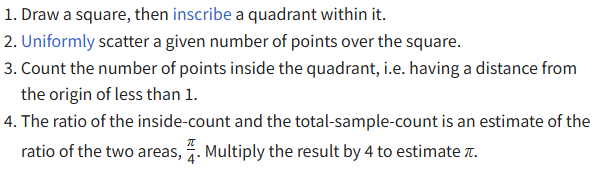 1. Draw a square, then inscribe a quadrant within it.
2. Uniformly scatter a given number of points over the square.
3. Count the number of points inside the quadrant, i.e. having a distance from
the origin of less than 1.
4. The ratio of the inside-count and the total-sample-count is an estimate of the
ratio of the two areas, π/4. Multiply the result by 4 to estimate π.